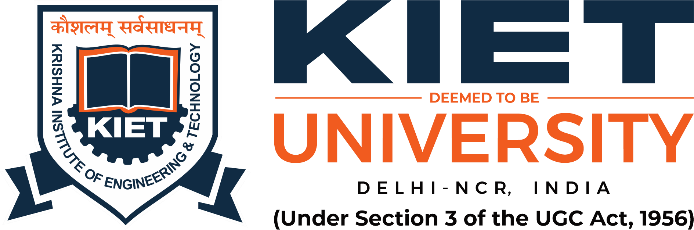 कौशलम् सर्वसाधनम्
KRISHNA INSTITUTE OF ENGINEERING & TECHNOLOGY
KIET
KIET
DEEMED TO BE
UNIVERSITY
DELHI-NCR, INDIA
(Under Section 3 of the UGC Act, 1956)